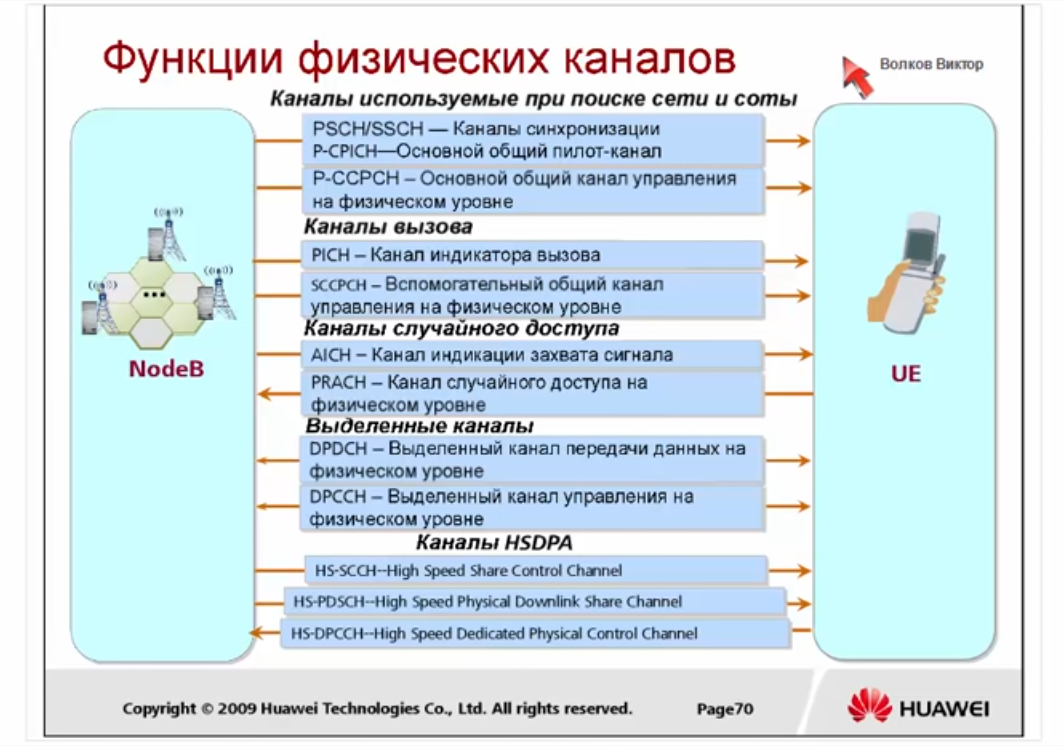 Функции физических каналов
Волков Виктор
Каналы используемые при поиске сети и соты
PSCH/SSCH — Каналы синхронизации
P-CPICH—Основной общий пилот-канал
P-CCPCH – Основной общий канал управления
на физическом уровне
Каналы вызова
PICH – Канал индикатора вызова
SCCPCH – Вспомогательный общий канал
управления на физическом уровне
Каналы случайного доступа
AICH – Канал индикации захвата сигнала
PRACH – Канал случайного доступа на
физическом уровне
Выделенные каналы
DPDCH – Выделенный канал передачи данных на
физическом уровне
DPCCH – Выделенный канал управления на
физическом уровне
Каналы HSDPA
HS-SCCH--High Speed Share Control Channel
HS-PDSCH--High Speed Physical Downlink Share Channel
HS-DPCCH--High Speed Dedicated Physical Control Channel
NodeB
UE
Copyright © 2009 Huawei Technologies Co., Ltd. All rights reserved.
Page70
HUAWEI